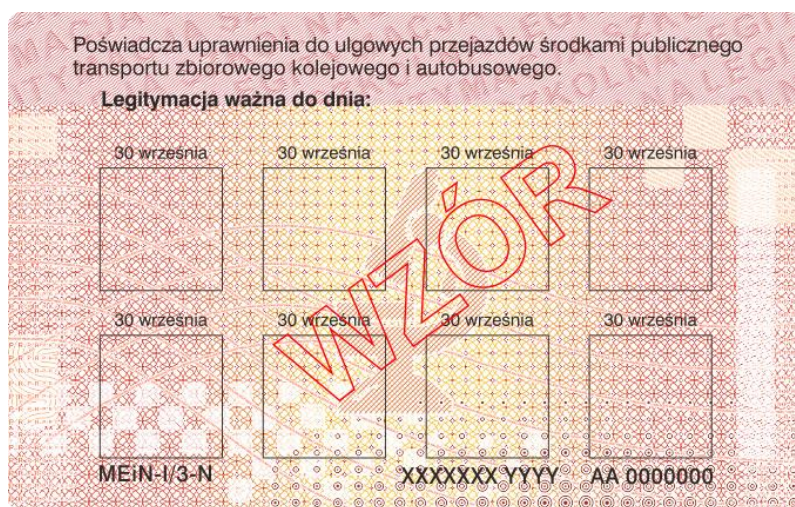 Poświadcza uprawnienia do ulgowych przejazdów środkami publicznego
transportu zbiorowego kolejowego i autobusowego.
Legitymacja ważna do dnia:
30 września 30 września 30 września 30 września
WZÓR
30 września 30 września 30 września 30 września
MEiN-I/3-N XXXXXXX YYYY AA 0000000